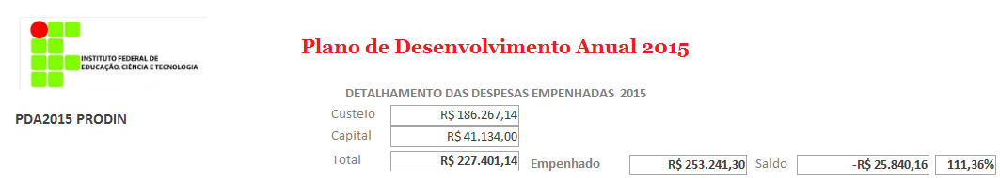 INSTITUTO FEDERAL DE
EDUCAÇÃO, CIÊNCIA E TECNOLOGIA
Plano de Desenvolvimento Anual 2015
DETALHAMENTO DAS DESPESAS EMPENHADAS 2015
PDA2015 PRODIN
Custeio R$ 186.267,14
Capital R$ 41.134,00
Total R$ 227.401,14 Empenhado R$ 253.241,30 Saldo -R$ 25.840,16 111,36%